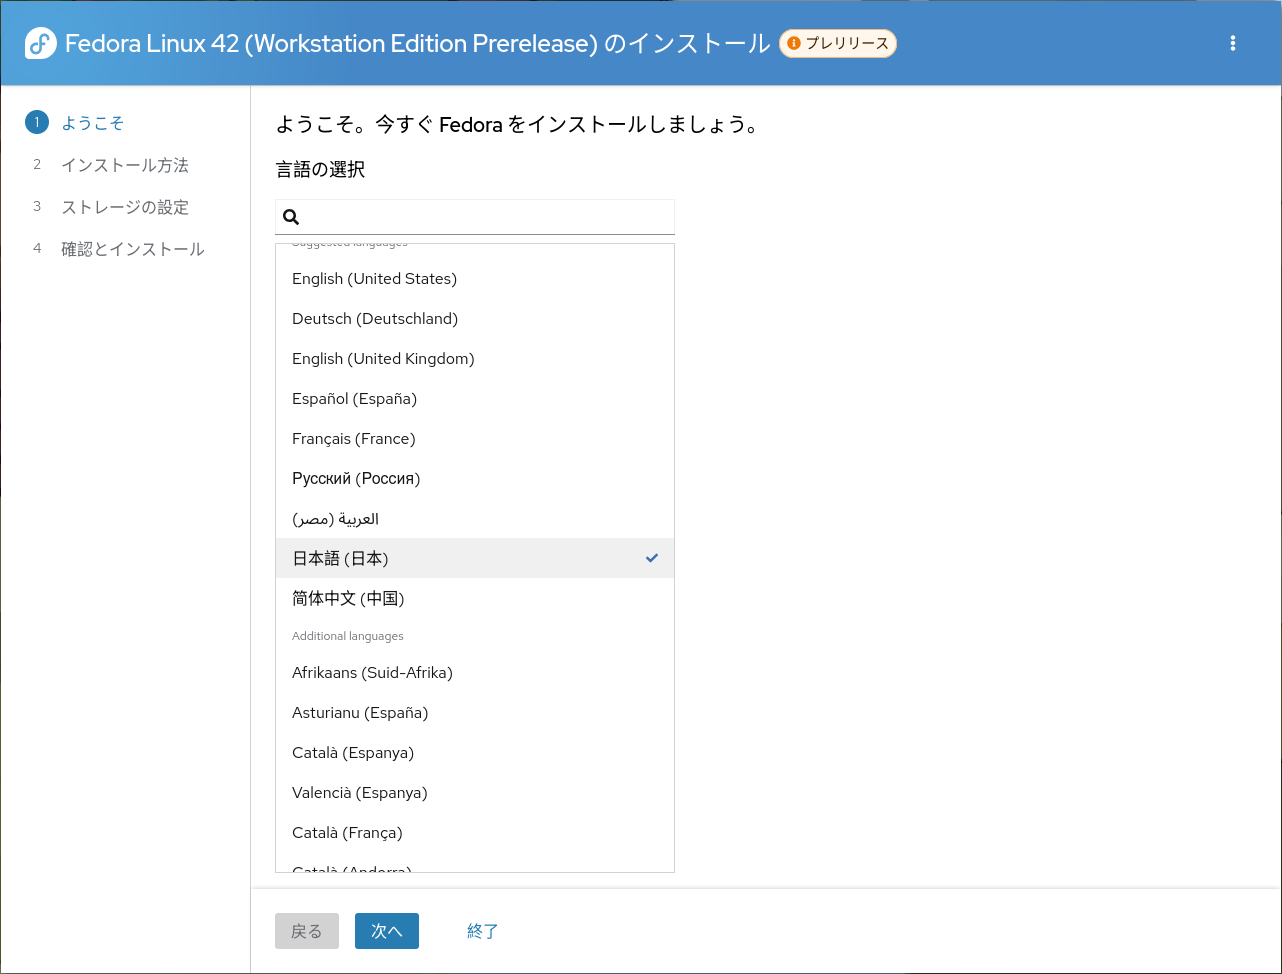 Fedora Linux 42 (Workstation Edition Prerelease) のインストール
プレリリース
1 ようこそ
2 インストール方法
3 ストレージの設定
4 確認とインストール
ようこそ。今すぐ Fedora をインストールしましょう。
言語の選択
Suggested languages
English (United States)
Deutsch (Deutschland)
English (United Kingdom)
Español (España)
Français (France)
Русский (Россия)
العربية (مصر)
日本語 (日本)
简体中文 (中国)
Additional languages
Afrikaans (Suid-Afrika)
Asturianu (España)
Català (Espanya)
Valencià (Espanya)
Català (França)
Català (Andorra)
戻る
次へ
終了